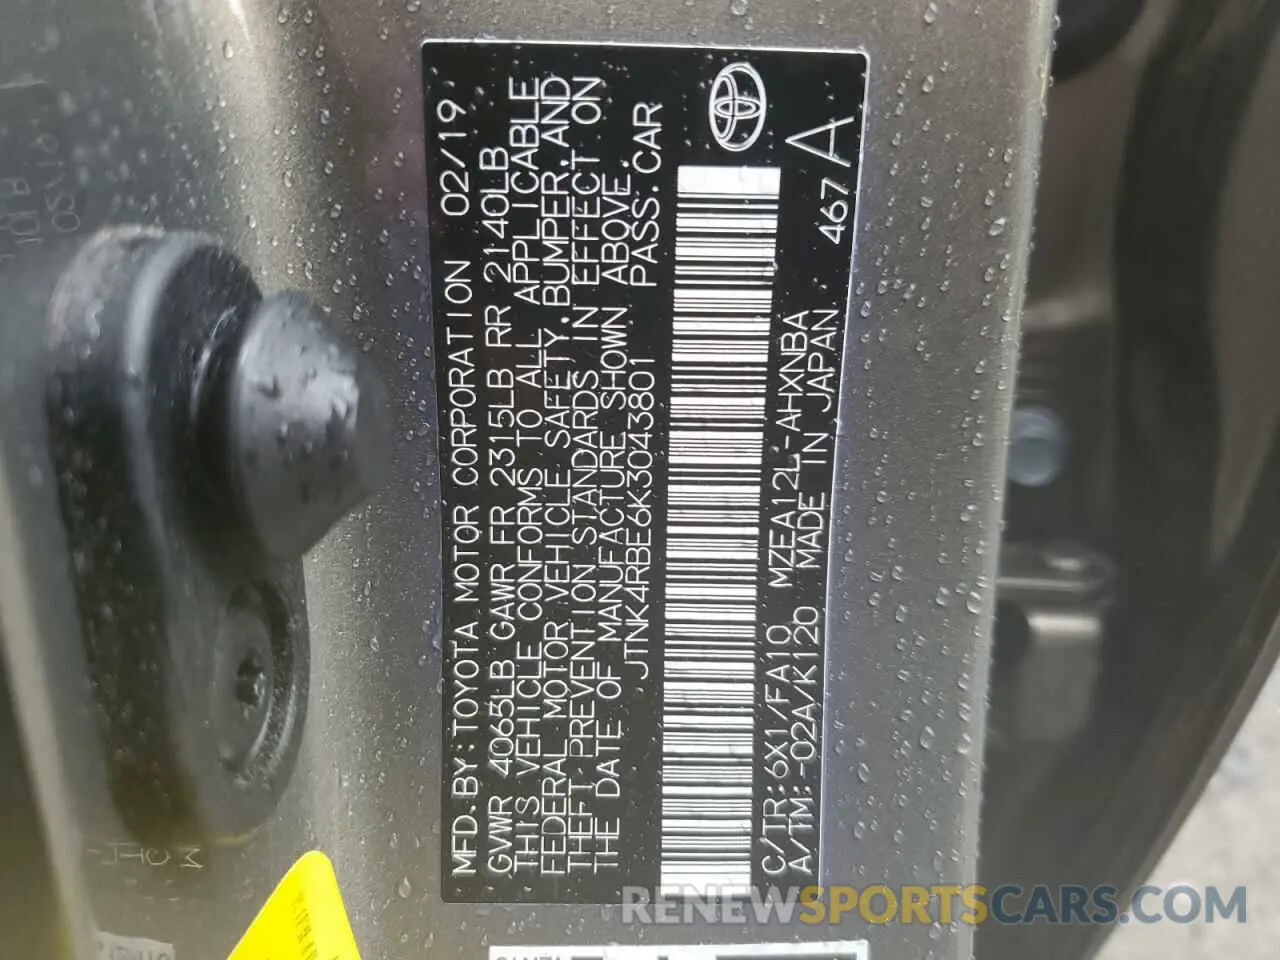 MFD.BY:TOYOTA MOTOR CORPORATION 02/19
GVWR 4065LB GAWR FR 2315LB RR 2140LB
THIS VEHICLE CONFORMS TO ALL APPLICABLE
FEDERAL MOTOR VEHICLE SAFETY,BUMPER,AND
THEFT PREVENTION STANDARDS IN EFFECT ON
THE DATE OF MANUFACTURE SHOWN ABOVE.
JTNK4RBE6K3043801 PASS.CAR
C/TR:6X1/FA10 MZEA12L-AHXNBA
A/TM:-02A/K120 MADE IN JAPAN 467 A
RENEWSPORTSCARS.COM